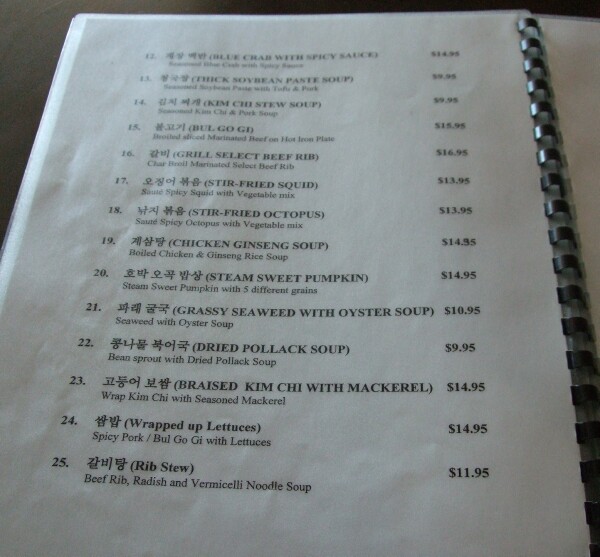 12. 게장 백반 (BLUE CRAB WITH SPICY SAUCE) $14.95
Seasoned Blue Crab with Spicy Sauce
13. 청국장 (THICK SOYBEAN PASTE SOUP) $9.95
Seasoned Soybean Paste with Tofu & Pork
14. 김치 찌개 (KIM CHI STEW SOUP) $9.95
Seasoned Kim Chi & Pork Soup
15. 불고기 (BUL GO GI) $15.95
Broiled sliced Marinated Beef on Hot Iron Plate
16. 갈비 (GRILL SELECT BEEF RIB) $16.95
Char Broil Marinated Select Beef Rib
17. 오징어 볶음 (STIR-FRIED SQUID) $13.95
Sauté Spicy Squid with Vegetable mix
18. 낚지 볶음 (STIR-FRIED OCTOPUS) $13.95
Sauté Spicy Octopus with Vegetable mix
19. 계삼탕 (CHICKEN GINSENG SOUP) $14.95
Boiled Chicken & Ginseng Rice Soup
20. 호박 오곡 밥상 (STEAM SWEET PUMPKIN) $14.95
Steam Sweet Pumpkin with 5 different grains
21. 파래 굴국 (GRASSY SEAWEED WITH OYSTER SOUP) $10.95
Seaweed with Oyster Soup
22. 콩나물 북어국 (DRIED POLLACK SOUP) $9.95
Bean sprout with Dried Pollack Soup
23. 고등어 보쌈 (BRAISED KIM CHI WITH MACKEREL) $14.95
Wrap Kim Chi with Seasoned Mackerel
24. 쌈밥 (Wrapped up Lettuces) $14.95
Spicy Pork / Bul Go Gi with Lettuces
25. 갈비탕 (Rib Stew) $11.95
Beef Rib, Radish and Vermicelli Noodle Soup